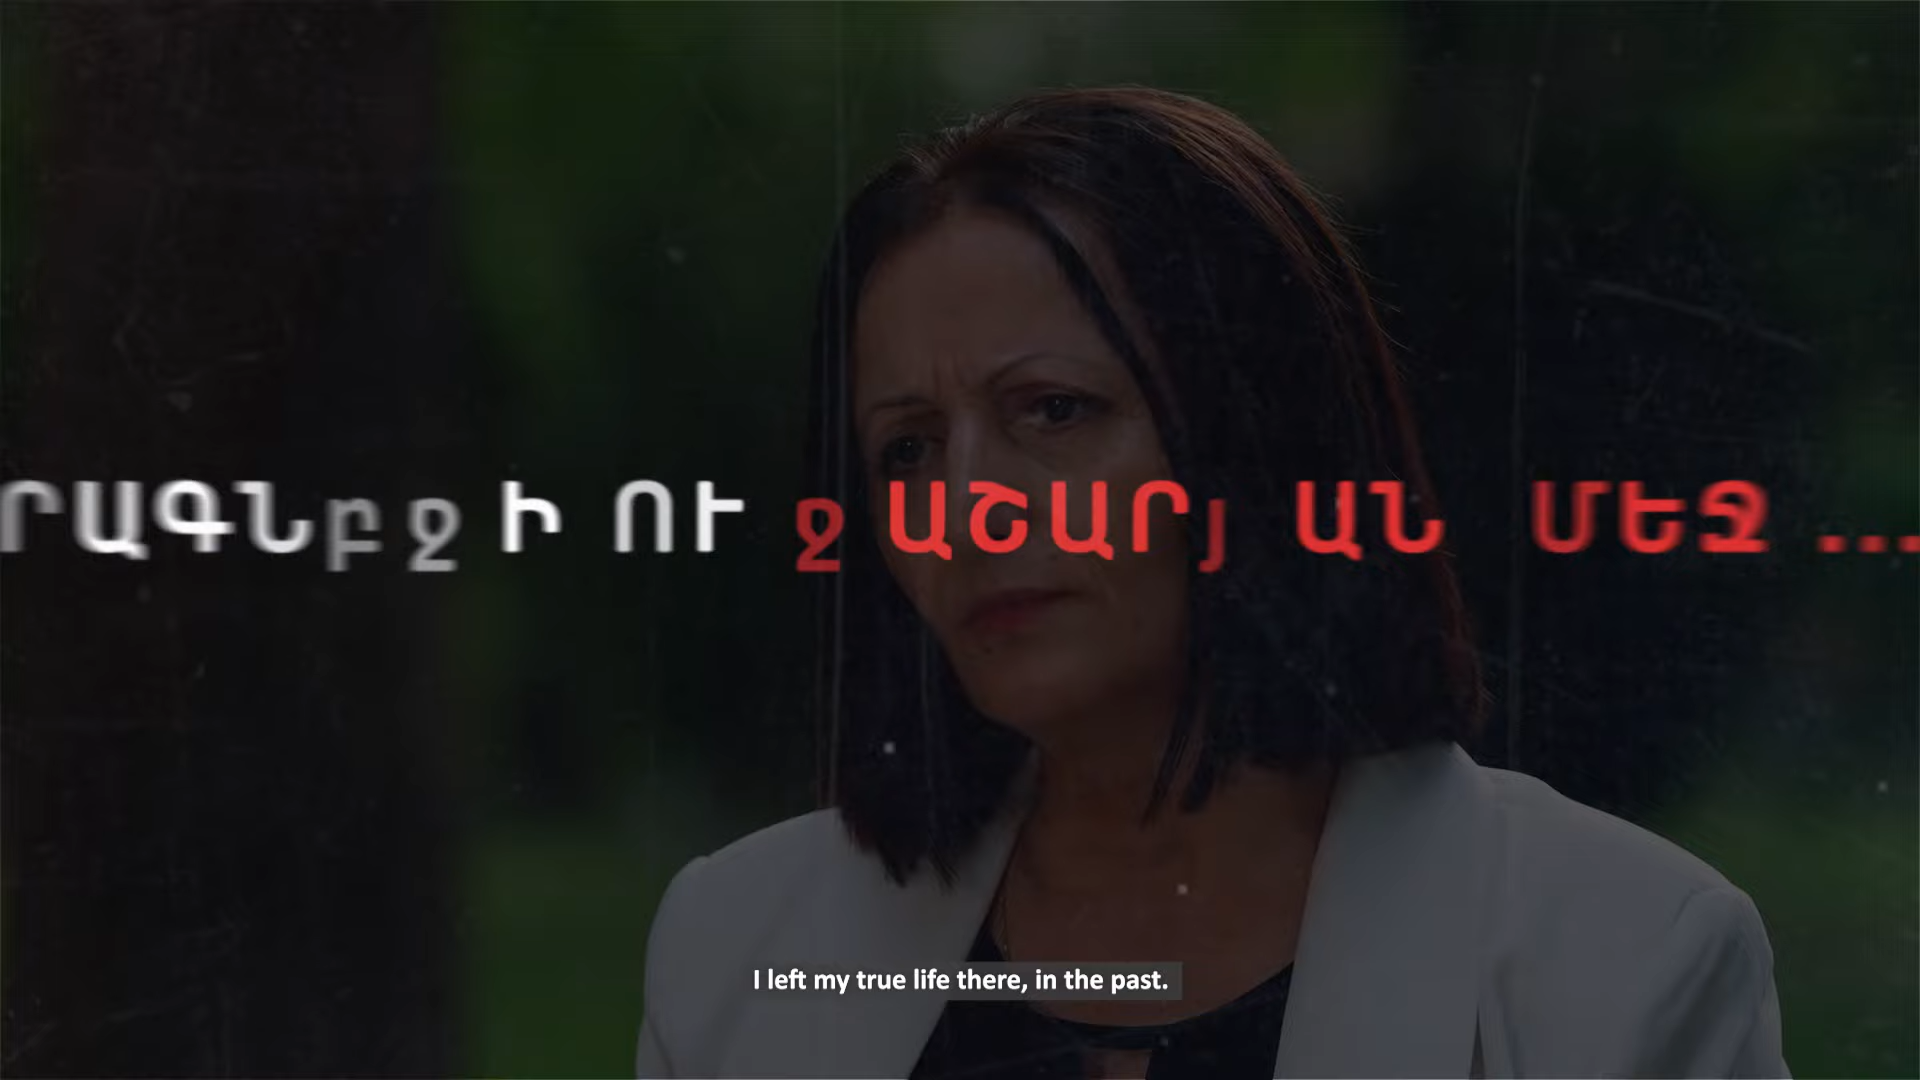 ՐԱԳՆբջԻ ՈՒ ջԱՇԱՐյԱՆ ՄԵՋ ...
I left my true life there, in the past.